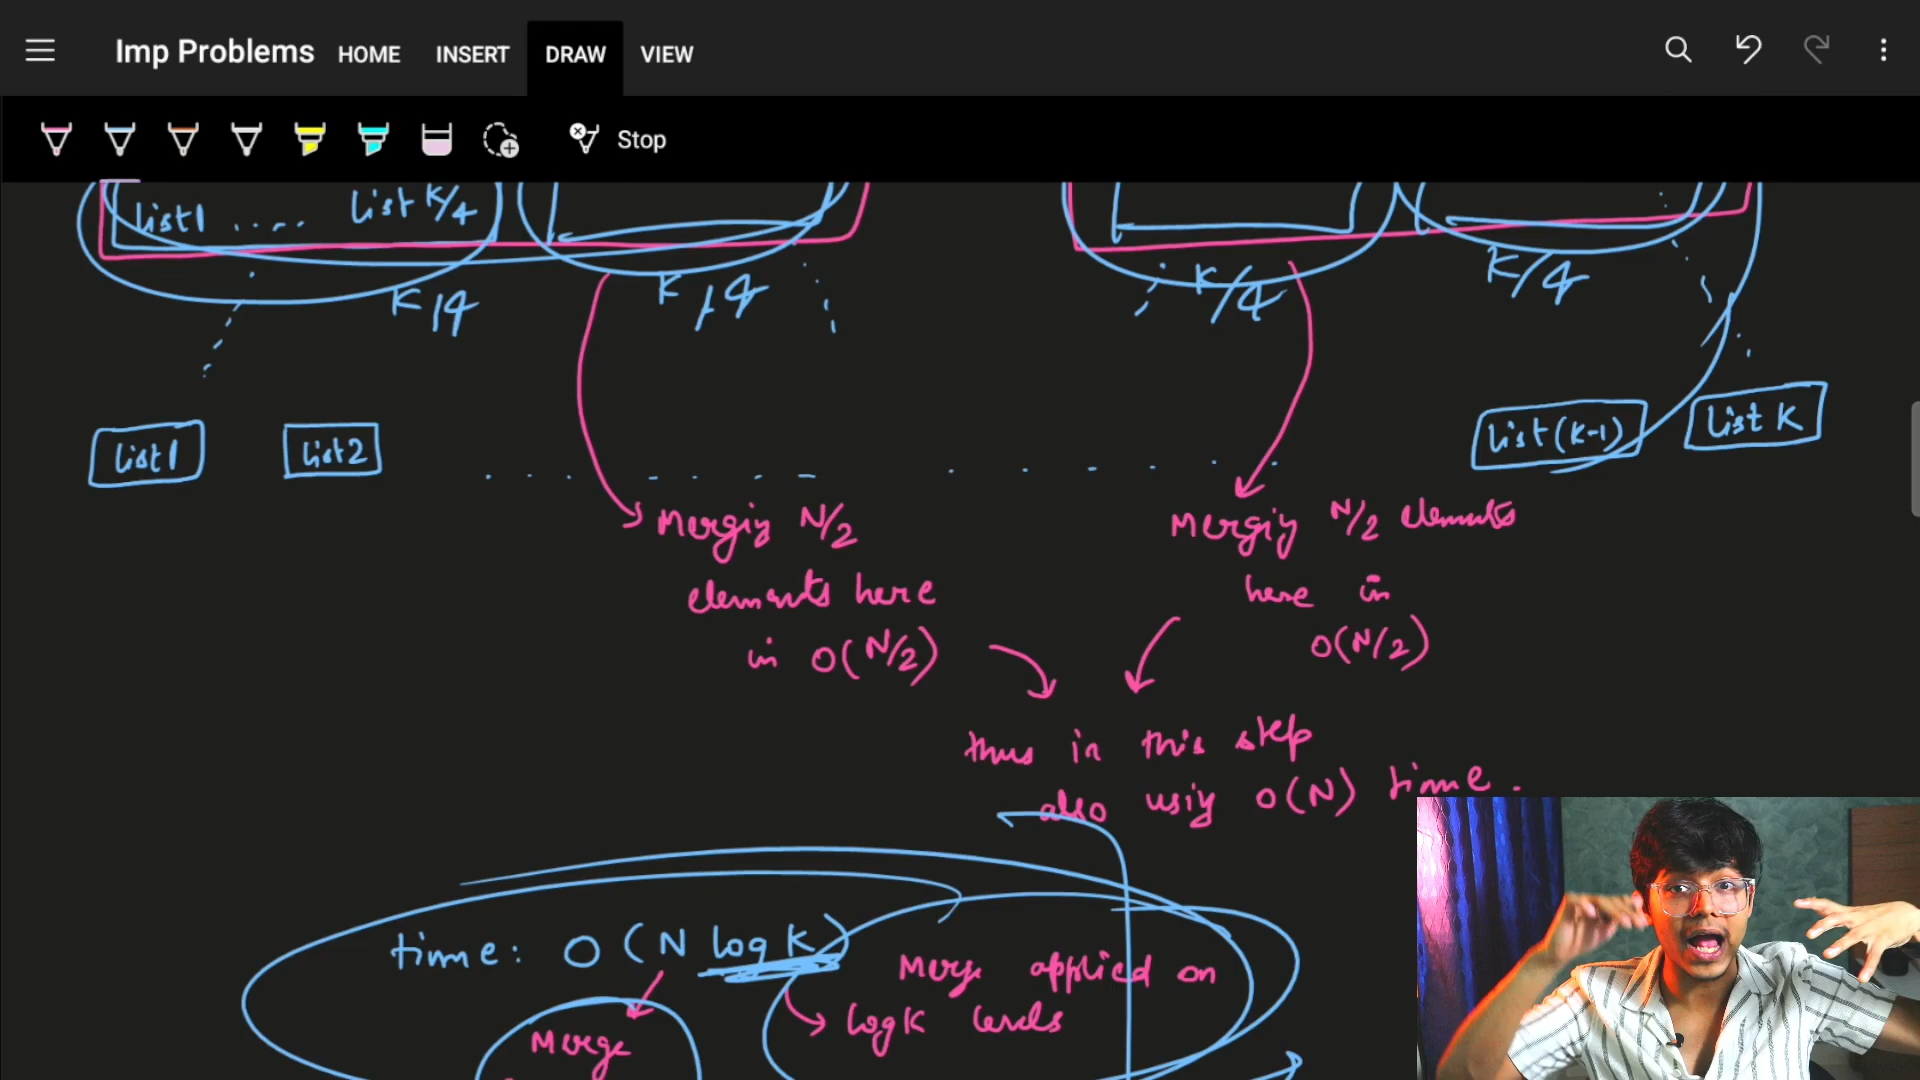 Imp Problems HOME INSERT DRAW VIEW
Stop
list1 ..... list K/4
K/4 K/4 K/4 K/4
list1 list2 list(K-1) list K
Merging N/2
elements here
in O(N/2)
Merging N/2 elements
here in
O(N/2)
thus in this step
also using O(N) time.
time: O(N log K)
Merge applied on
log K levels
Merge